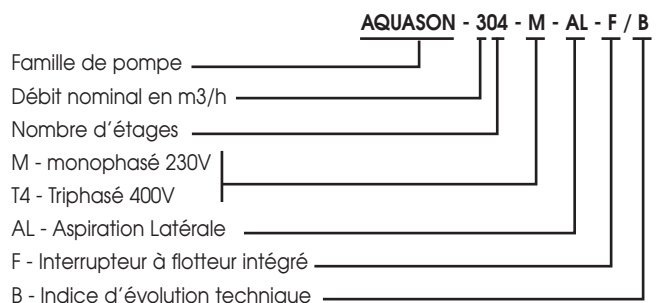 AQUASON - 304 - M - AL - F / B
Famille de pompe
Débit nominal en m3/h
Nombre d'étages
M - monophasé 230V
T4 - Triphasé 400V
AL - Aspiration Latérale
F - Interrupteur à flotteur intégré
B - Indice d'évolution technique